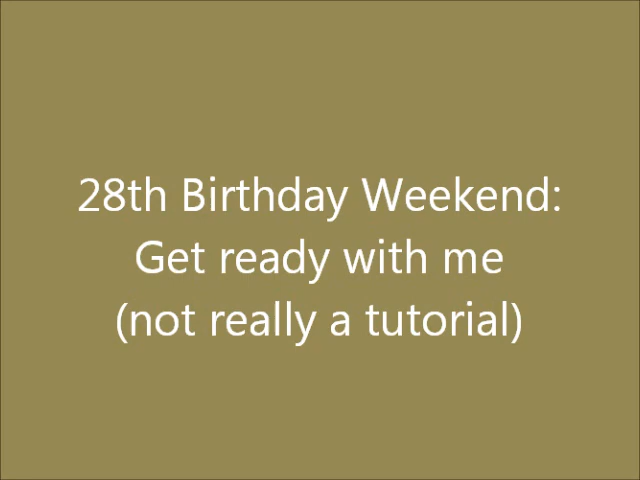 28th Birthday Weekend:
Get ready with me
(not really a tutorial)